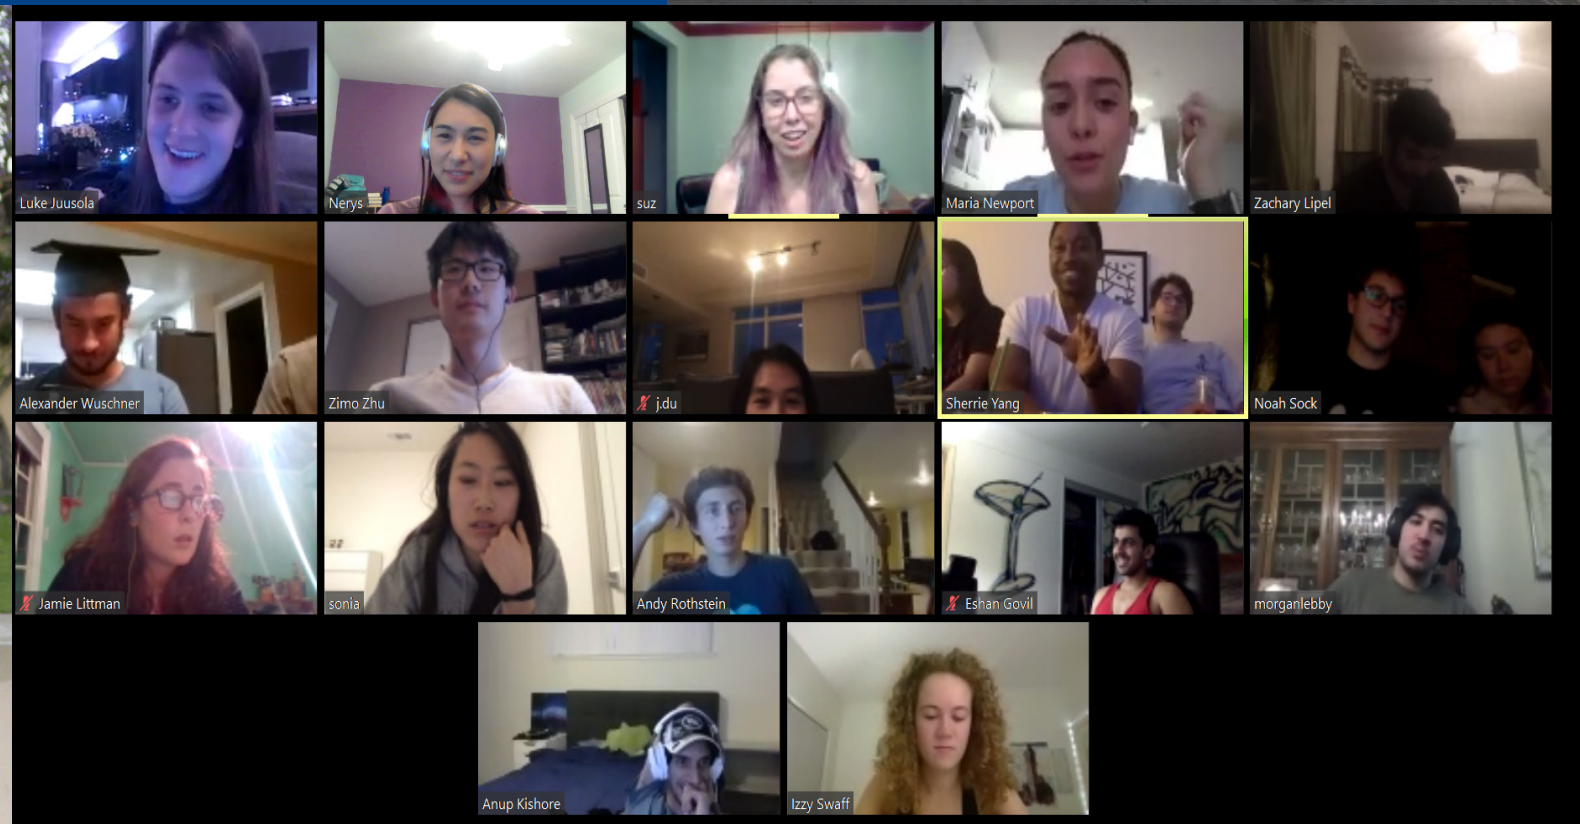 Luke Juusola
Nerys
suz
Maria Newport
Zachary Lipel
Alexander Wuschner
Zimo Zhu
j.du
Sherrie Yang
Noah Sock
Jamie Littman
sonia
Andy Rothstein
Eshan Govil
morganlebby
Anup Kishore
Izzy Swaff